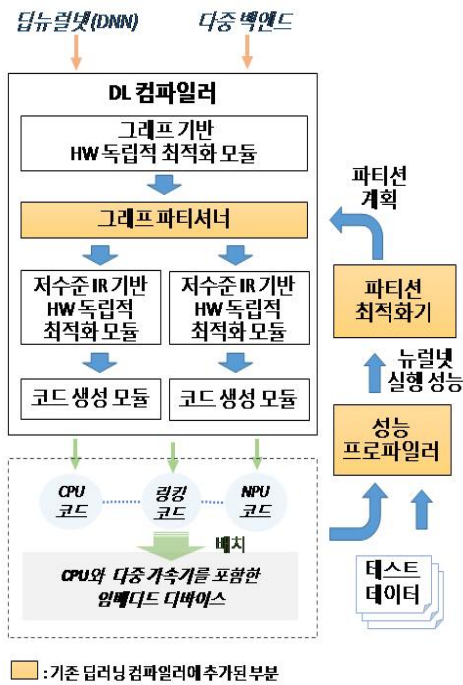 딥뉴럴넷(DNN)
다중 백엔드
DL 컴파일러
그래프 기반
HW 독립적 최적화 모듈
그래프 파티셔너
저수준 IR 기반
HW 독립적
최적화 모듈
저수준 IR 기반
HW 독립적
최적화 모듈
코드 생성 모듈
코드 생성 모듈
파티션
계획
파티션
최적화기
뉴럴넷
실행 성능
성능
프로파일러
테스트
데이터
CPU
코드
링킹
코드
NPU
코드
배치
CPU와 다중 가속기를 포함한
임베디드 디바이스
: 기존 딥러닝 컴파일러에 추가된 부분